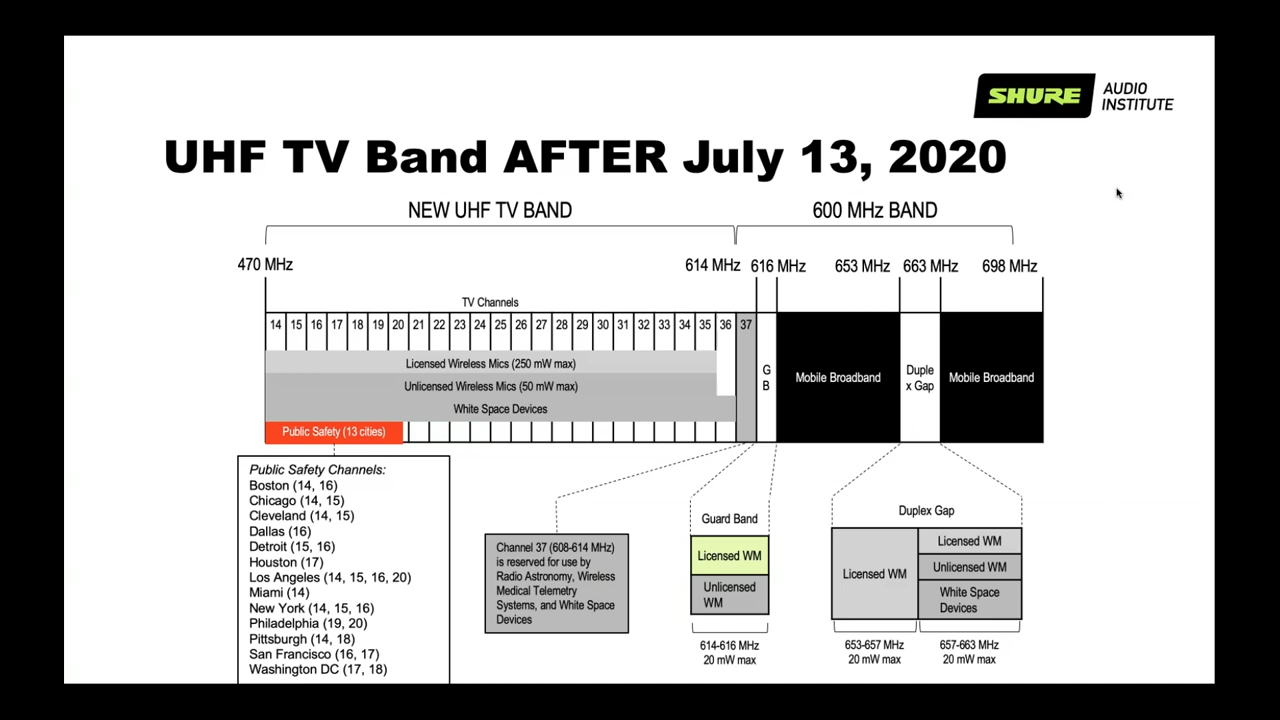 SHURE AUDIO
INSTITUTE
UHF TV Band AFTER July 13, 2020
NEW UHF TV BAND
600 MHz BAND
470 MHz
614 MHz
616 MHz
653 MHz
663 MHz
698 MHz
TV Channels
14 15 16 17 18 19 20 21 22 23 24 25 26 27 28 29 30 31 32 33 34 35 36 37
Licensed Wireless Mics (250 mW max)
Unlicensed Wireless Mics (50 mW max)
White Space Devices
Public Safety (13 cities)
G
B
Mobile Broadband
Duple
x Gap
Mobile Broadband
Public Safety Channels:
Boston (14, 16)
Chicago (14, 15)
Cleveland (14, 15)
Dallas (16)
Detroit (15, 16)
Houston (17)
Los Angeles (14, 15, 16, 20)
Miami (14)
New York (14, 15, 16)
Philadelphia (19, 20)
Pittsburgh (14, 18)
San Francisco (16, 17)
Washington DC (17, 18)
Channel 37 (608-614 MHz)
is reserved for use by
Radio Astronomy, Wireless
Medical Telemetry
Systems, and White Space
Devices
Guard Band
Licensed WM
Unlicensed
WM
614-616 MHz
20 mW max
Duplex Gap
Licensed WM
Licensed WM
Unlicensed WM
White Space
Devices
653-657 MHz
20 mW max
657-663 MHz
20 mW max